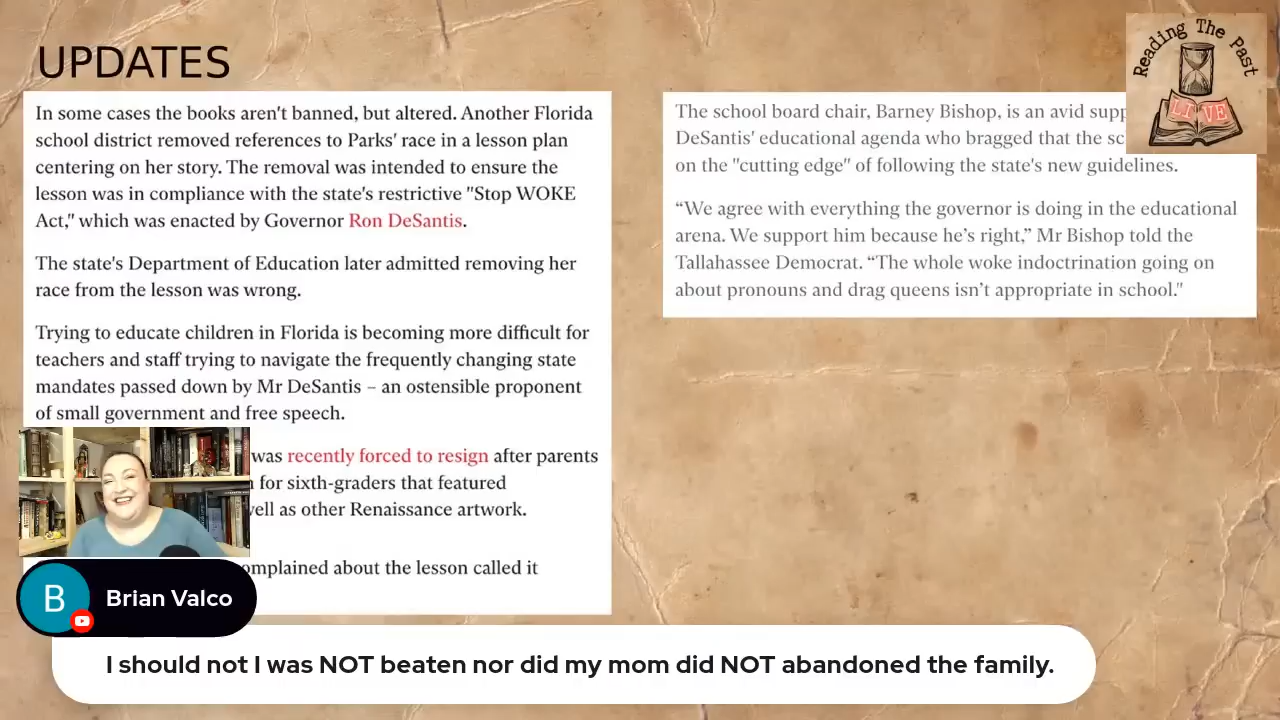 UPDATES
Reading The Past
LIVE
In some cases the books aren't banned, but altered. Another Florida
school district removed references to Parks' race in a lesson plan
centering on her story. The removal was intended to ensure the
lesson was in compliance with the state's restrictive "Stop WOKE
Act," which was enacted by Governor Ron DeSantis.
The state's Department of Education later admitted removing her
race from the lesson was wrong.
Trying to educate children in Florida is becoming more difficult for
teachers and staff trying to navigate the frequently changing state
mandates passed down by Mr DeSantis – an ostensible proponent
of small government and free speech.
was recently forced to resign after parents
for sixth-graders that featured
as other Renaissance artwork.
about the lesson called it
The school board chair, Barney Bishop, is an avid
DeSantis' educational agenda who bragged that the
on the "cutting edge" of following the state's new guidelines.
“We agree with everything the governor is doing in the educational
arena. We support him because he’s right,” Mr Bishop told the
Tallahassee Democrat. “The whole woke indoctrination going on
about pronouns and drag queens isn’t appropriate in school."
B
Brian Valco
I should not I was NOT beaten nor did my mom did NOT abandoned the family.